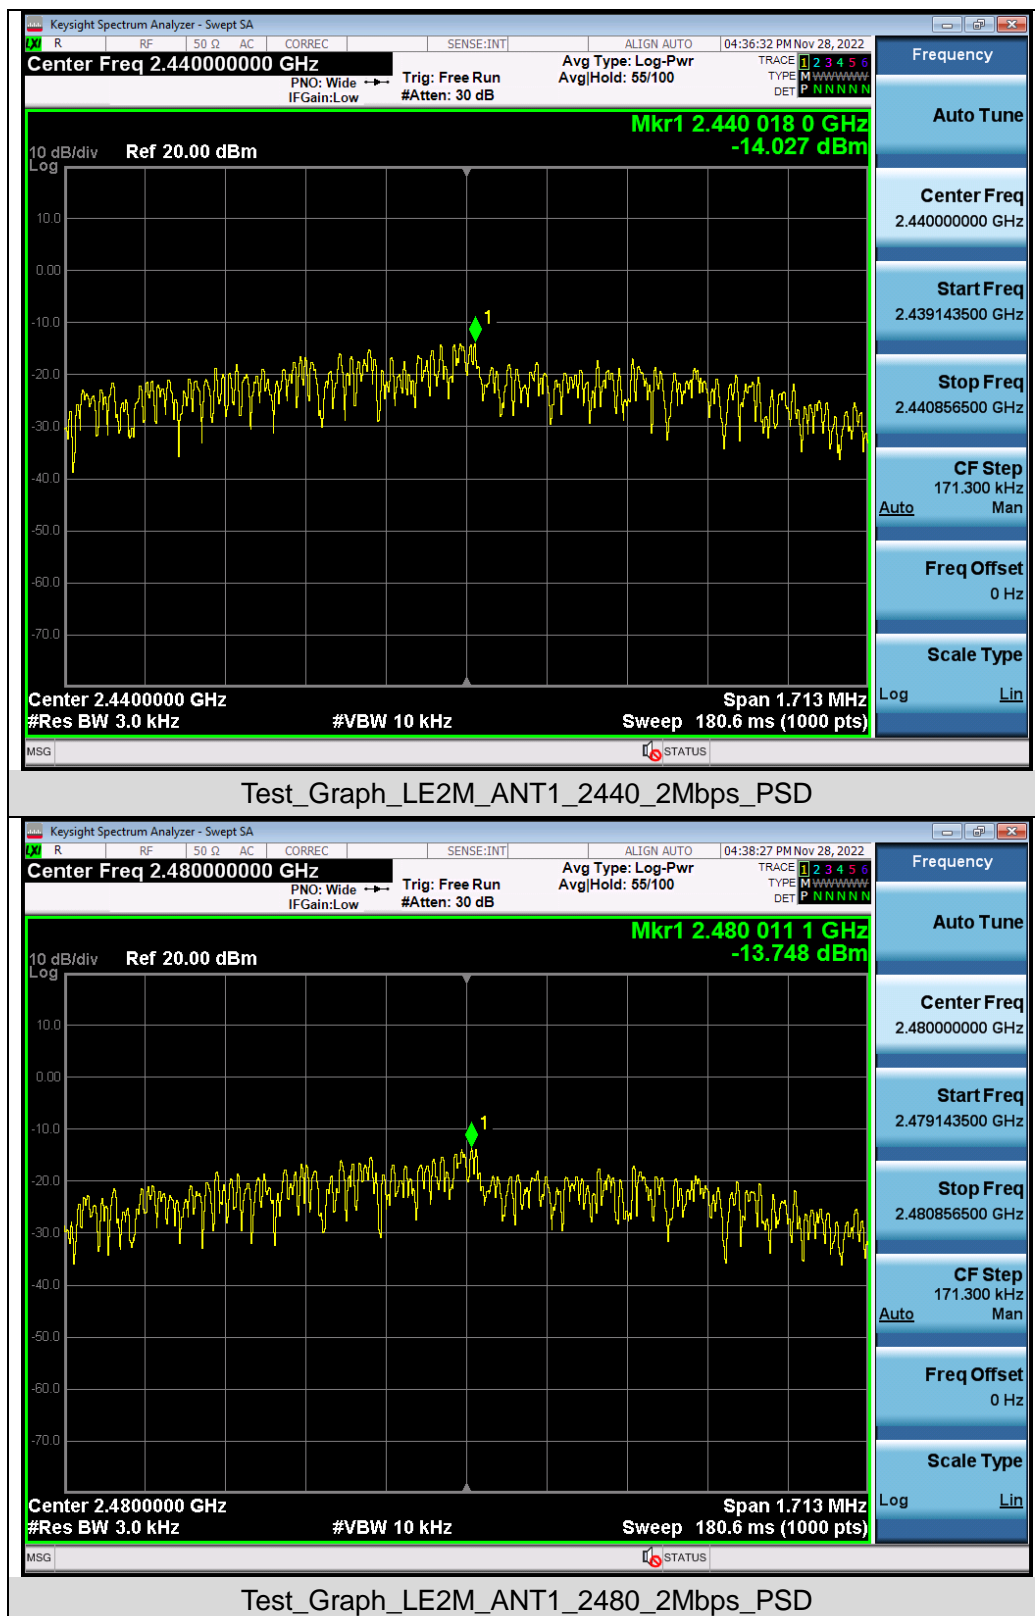 Keysight Spectrum Analyzer - Swept SA
LXI R RF 50 Ω AC CORREC SENSE:INT ALIGN AUTO 04:36:32 PM Nov 28, 2022
Center Freq 2.440000000 GHz
PNO: Wide
IFGain:Low
Trig: Free Run
#Atten: 30 dB
Avg Type: Log-Pwr
Avg|Hold: 55/100
TRACE 1 2 3 4 5 6
TYPE M WWWWW
DET P N N N N N
Mkr1 2.440 018 0 GHz
-14.027 dBm
10 dB/div Ref 20.00 dBm
Log
10.0
0.00
-10.0
1
-20.0
-30.0
-40.0
-50.0
-60.0
-70.0
Center 2.4400000 GHz Span 1.713 MHz
#Res BW 3.0 kHz #VBW 10 kHz Sweep 180.6 ms (1000 pts)
MSG STATUS
Frequency
Auto Tune
Center Freq
2.440000000 GHz
Start Freq
2.439143500 GHz
Stop Freq
2.440856500 GHz
CF Step
171.300 kHz
Auto Man
Freq Offset
0 Hz
Scale Type
Log Lin
Test_Graph_LE2M_ANT1_2440_2Mbps_PSD
Keysight Spectrum Analyzer - Swept SA
LXI R RF 50 Ω AC CORREC SENSE:INT ALIGN AUTO 04:38:27 PM Nov 28, 2022
Center Freq 2.480000000 GHz
PNO: Wide
IFGain:Low
Trig: Free Run
#Atten: 30 dB
Avg Type: Log-Pwr
Avg|Hold: 55/100
TRACE 1 2 3 4 5 6
TYPE M WWWWW
DET P N N N N N
Mkr1 2.480 011 1 GHz
-13.748 dBm
10 dB/div Ref 20.00 dBm
Log
10.0
0.00
-10.0
1
-20.0
-30.0
-40.0
-50.0
-60.0
-70.0
Center 2.4800000 GHz Span 1.713 MHz
#Res BW 3.0 kHz #VBW 10 kHz Sweep 180.6 ms (1000 pts)
MSG STATUS
Frequency
Auto Tune
Center Freq
2.480000000 GHz
Start Freq
2.479143500 GHz
Stop Freq
2.480856500 GHz
CF Step
171.300 kHz
Auto Man
Freq Offset
0 Hz
Scale Type
Log Lin
Test_Graph_LE2M_ANT1_2480_2Mbps_PSD